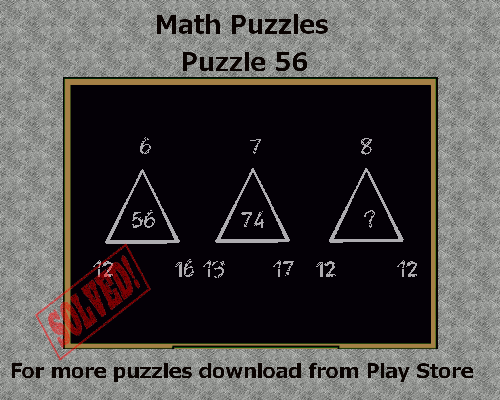 Math Puzzles
Puzzle 56
6 7 8
56 74 ?
12 16 13 17 12 12
SOLVED!
For more puzzles download from Play Store